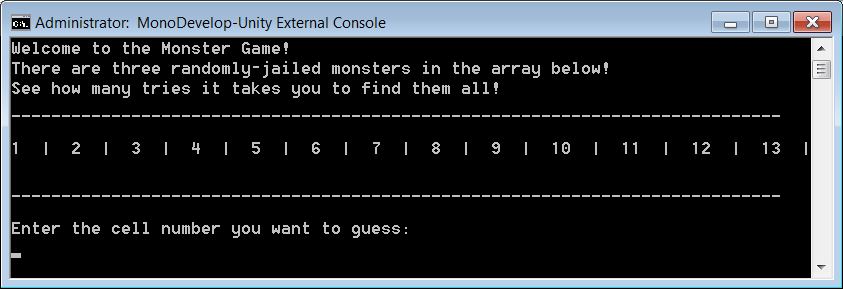 Administrator: MonoDevelop-Unity External Console
Welcome to the Monster Game!
There are three randomly-jailed monsters in the array below!
See how many tries it takes you to find them all!
-----------------------------------------------------------------------------
1 | 2 | 3 | 4 | 5 | 6 | 7 | 8 | 9 | 10 | 11 | 12 | 13 |
-----------------------------------------------------------------------------
Enter the cell number you want to guess: